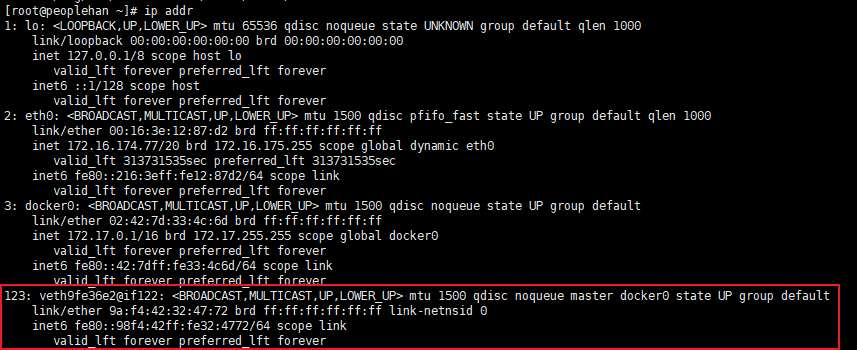 [root@peoplehan ~]# ip addr
1: lo: <LOOPBACK,UP,LOWER_UP> mtu 65536 qdisc noqueue state UNKNOWN group default qlen 1000
    link/loopback 00:00:00:00:00:00 brd 00:00:00:00:00:00
    inet 127.0.0.1/8 scope host lo
       valid_lft forever preferred_lft forever
    inet6 ::1/128 scope host
       valid_lft forever preferred_lft forever
2: eth0: <BROADCAST,MULTICAST,UP,LOWER_UP> mtu 1500 qdisc pfifo_fast state UP group default qlen 1000
    link/ether 00:16:3e:12:87:d2 brd ff:ff:ff:ff:ff:ff
    inet 172.16.174.77/20 brd 172.16.175.255 scope global dynamic eth0
       valid_lft 313731535sec preferred_lft 313731535sec
    inet6 fe80::216:3eff:fe12:87d2/64 scope link
       valid_lft forever preferred_lft forever
3: docker0: <BROADCAST,MULTICAST,UP,LOWER_UP> mtu 1500 qdisc noqueue state UP group default
    link/ether 02:42:7d:33:4c:6d brd ff:ff:ff:ff:ff:ff
    inet 172.17.0.1/16 brd 172.17.255.255 scope global docker0
       valid_lft forever preferred_lft forever
    inet6 fe80::42:7dff:fe33:4c6d/64 scope link
       valid_lft forever preferred_lft forever
123: veth9fe36e2@if122: <BROADCAST,MULTICAST,UP,LOWER_UP> mtu 1500 qdisc noqueue master docker0 state UP group default
    link/ether 9a:f4:42:32:47:72 brd ff:ff:ff:ff:ff:ff link-netnsid 0
    inet6 fe80::98f4:42ff:fe32:4772/64 scope link
       valid_lft forever preferred_lft forever